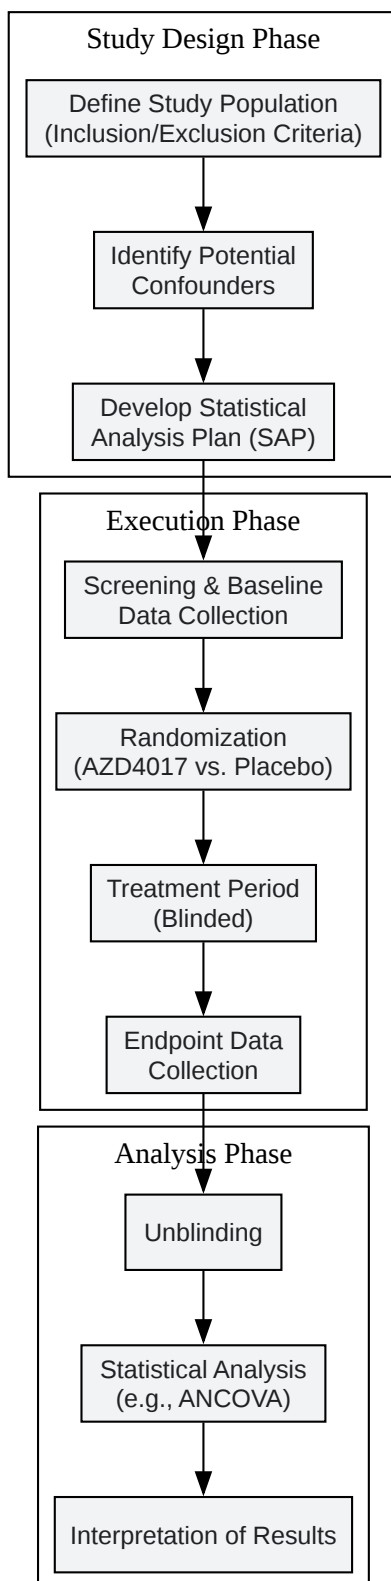 Study Design Phase
Define Study Population
(Inclusion/Exclusion Criteria)
Identify Potential
Confounders
Develop Statistical
Analysis Plan (SAP)
Execution Phase
Screening & Baseline
Data Collection
Randomization
(AZD4017 vs. Placebo)
Treatment Period
(Blinded)
Endpoint Data
Collection
Analysis Phase
Unblinding
Statistical Analysis
(e.g., ANCOVA)
Interpretation of Results